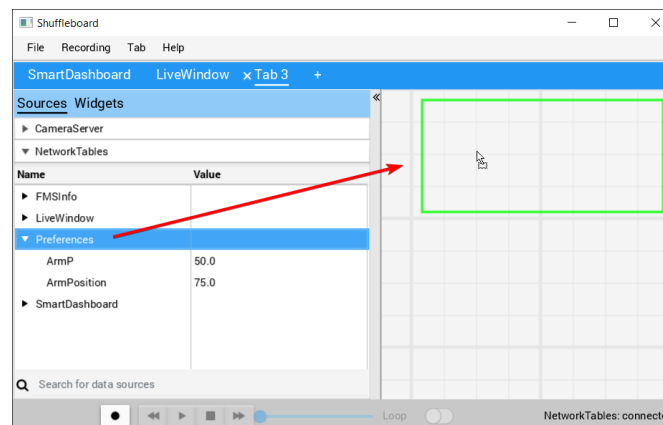 Shuffleboard
File Recording Tab Help
SmartDashboard LiveWindow × Tab 3 +
Sources Widgets
CameraServer
NetworkTables
Name Value
FMSInfo
LiveWindow
Preferences
ArmP 50.0
ArmPosition 75.0
SmartDashboard
Search for data sources
Loop NetworkTables: connecte